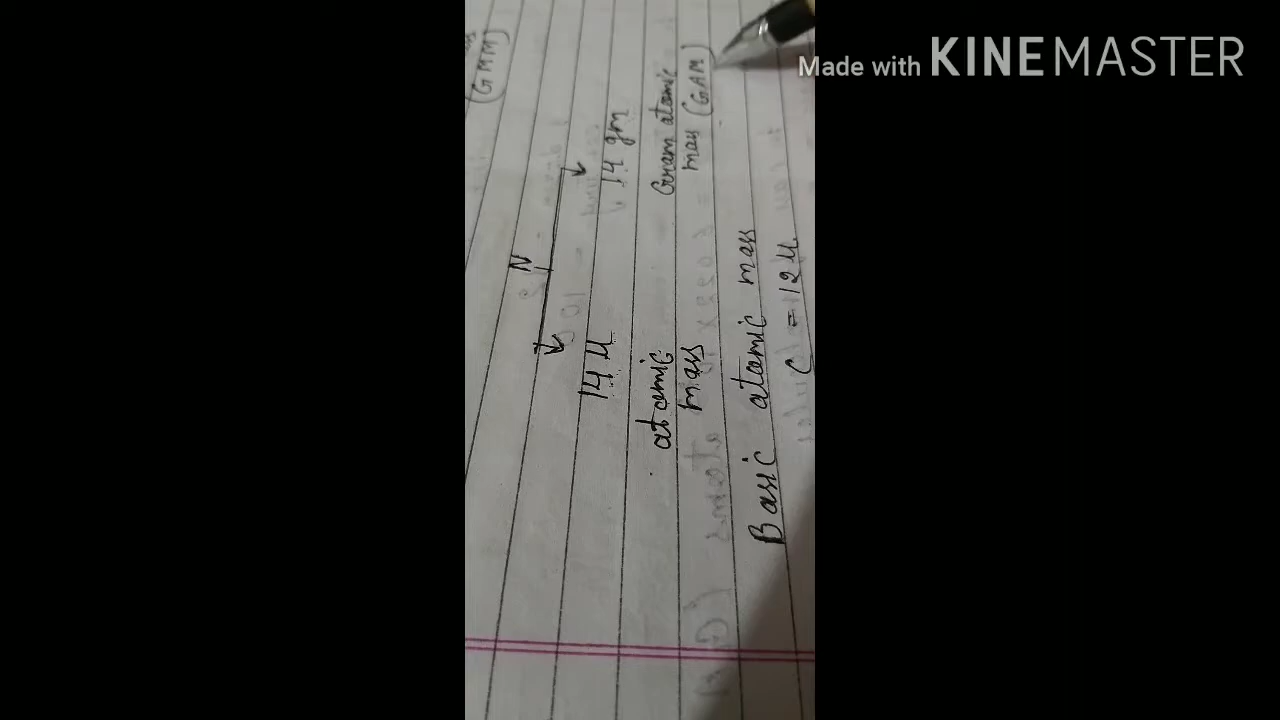 (GMM)
N
14 u 14 gm
atomic Gram atomic
mass mass (GAM)
Basic atomic mass
C = 12 u
Made with KINEMASTER